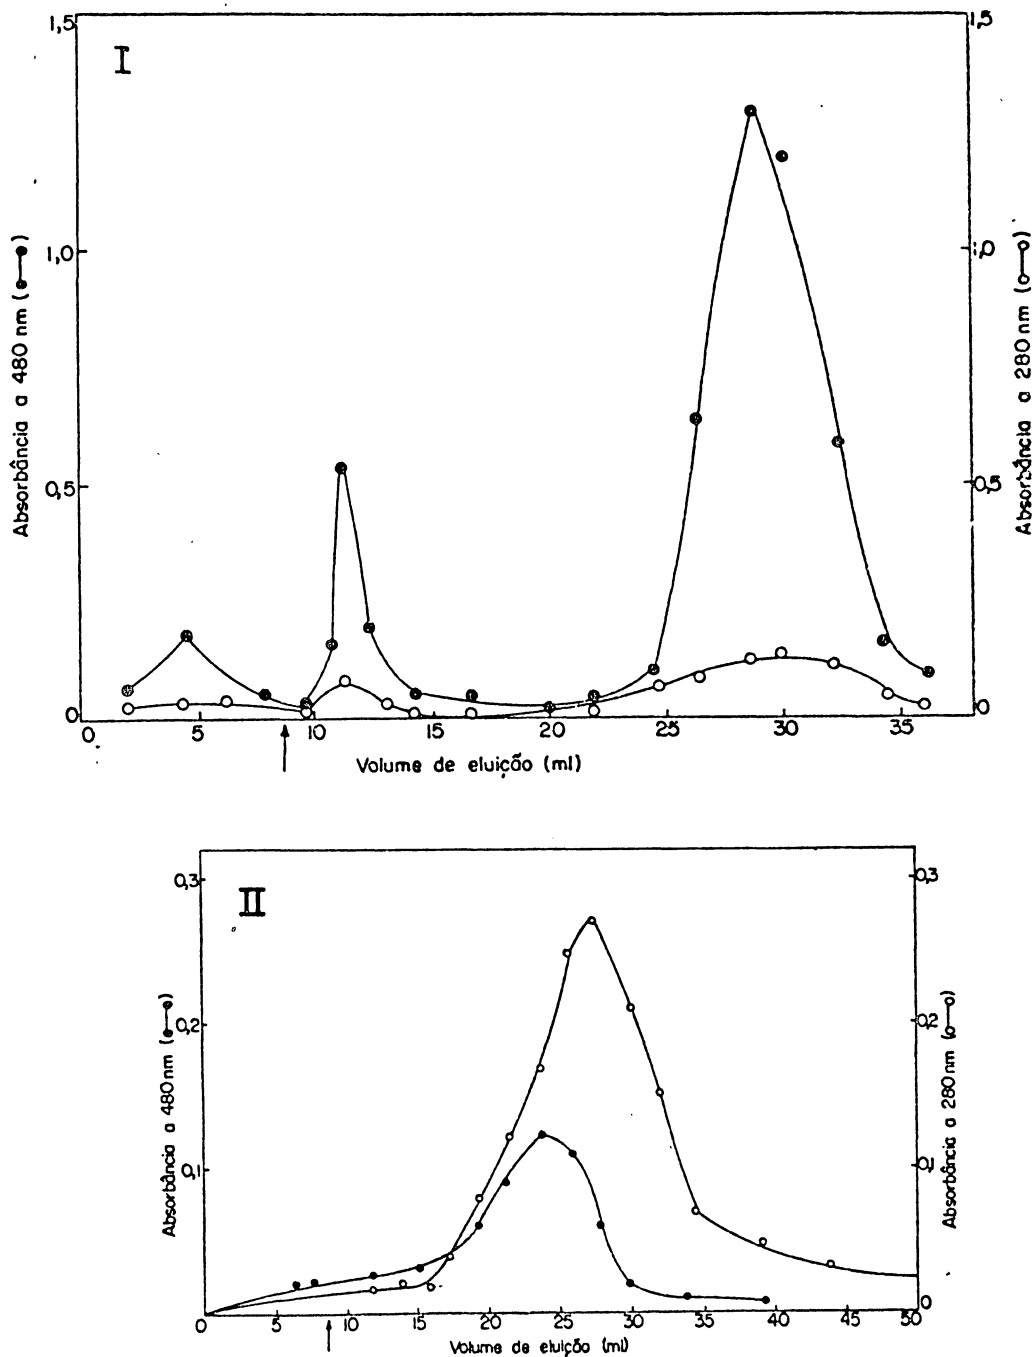 I
1,5
1,0
0,5
0
Absorbância a 480 nm (●—●)
1,5
1,0
0,5
0
Absorbância a 280 nm (o—o)
0 5 10 15 20 25 30 35
Volume de eluição (ml)
II
0,3
0,2
0,1
Absorbância a 480 nm (●—●)
0,3
0,2
0,1
0
Absorbância a 280 nm (o—o)
0 5 10 15 20 25 30 35 40 45 50
Volume de eluição (ml)